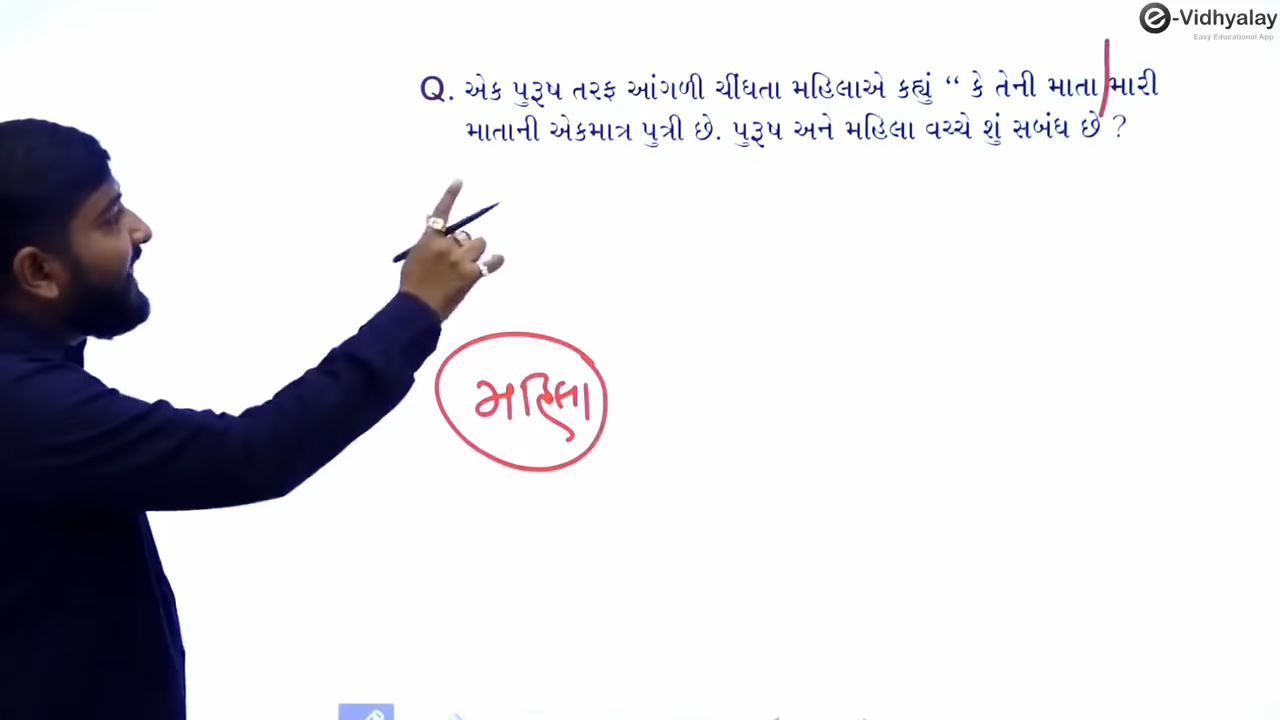 e-Vidhyalay
Easy Educational App
Q. એક પુરૂષ તરફ આંગળી ચીંધતા મહિલાએ કહ્યું “ કે તેની માતા મારી
માતાની એકમાત્ર પુત્રી છે. પુરૂષ અને મહિલા વચ્ચે શું સબંધ છે ?
મહિલા